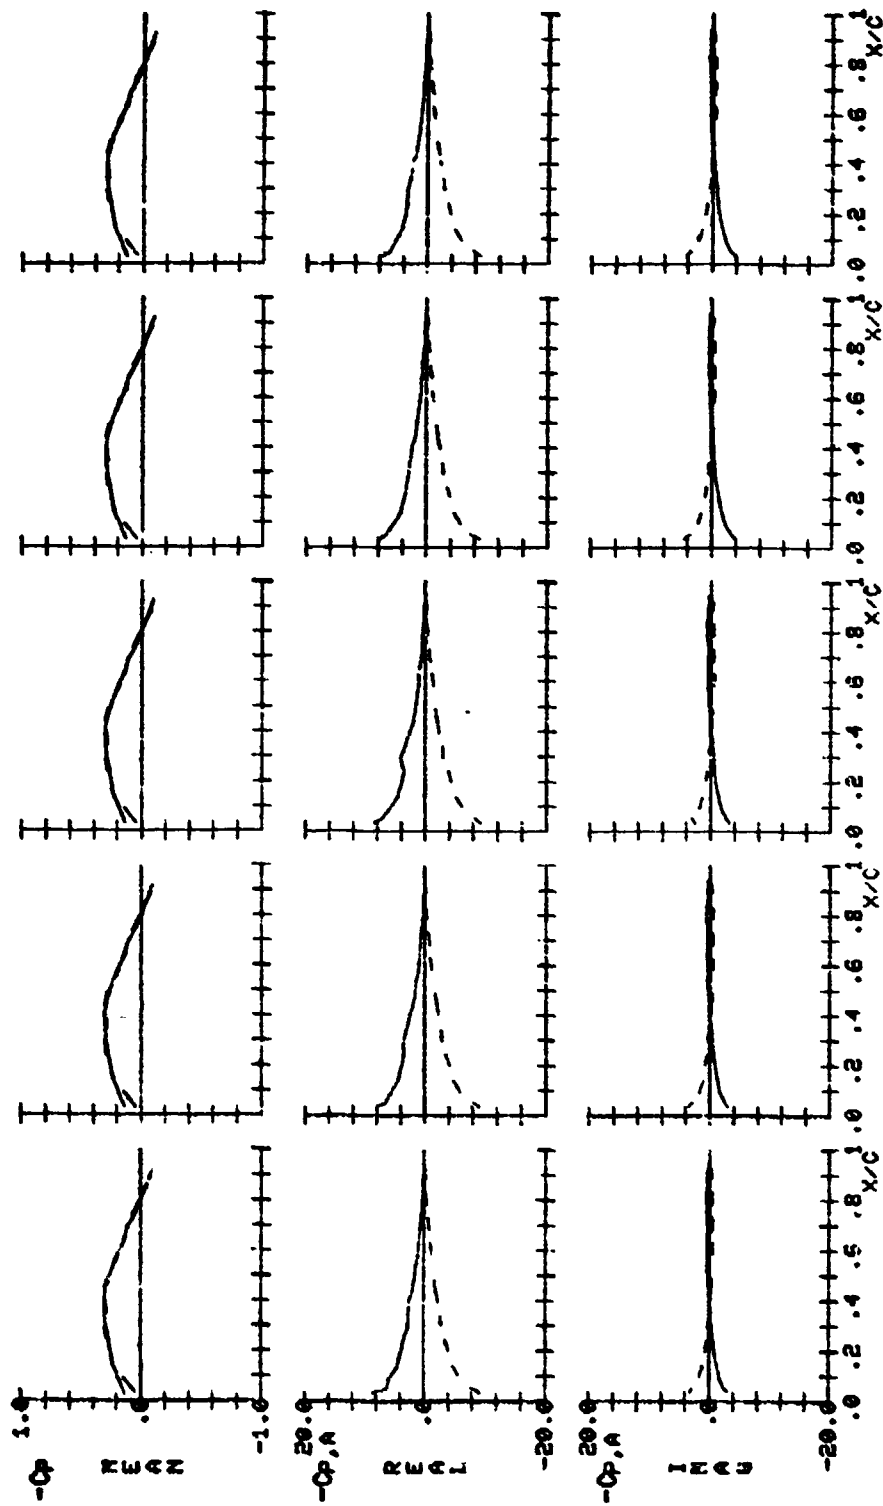 -Cp
1.0
MEAN
.0
-1.0
-Cp,A
20.0
REAL
.0
-20.0
-Cp,A
20.0
IMAG
.0
-20.0
.0 .2 .4 .6 .8 1
X/C
.0 .2 .4 .6 .8 1
X/C
.0 .2 .4 .6 .8 1
X/C
.0 .2 .4 .6 .8 1
X/C
.0 .2 .4 .6 .8 1
X/C